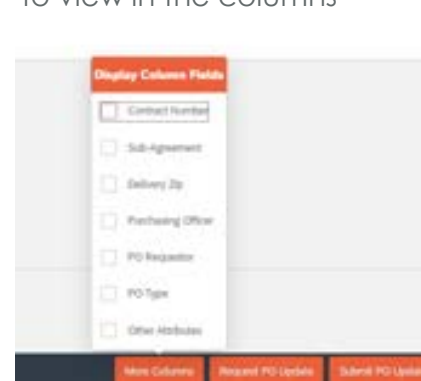 to view in the columns
Display Column Fields
Contract Number
Sub-Agreement
Delivery Zip
Purchasing Officer
PO Requestor
PO Type
Other Attributes
More Columns
Request PO Update
Submit PO Update